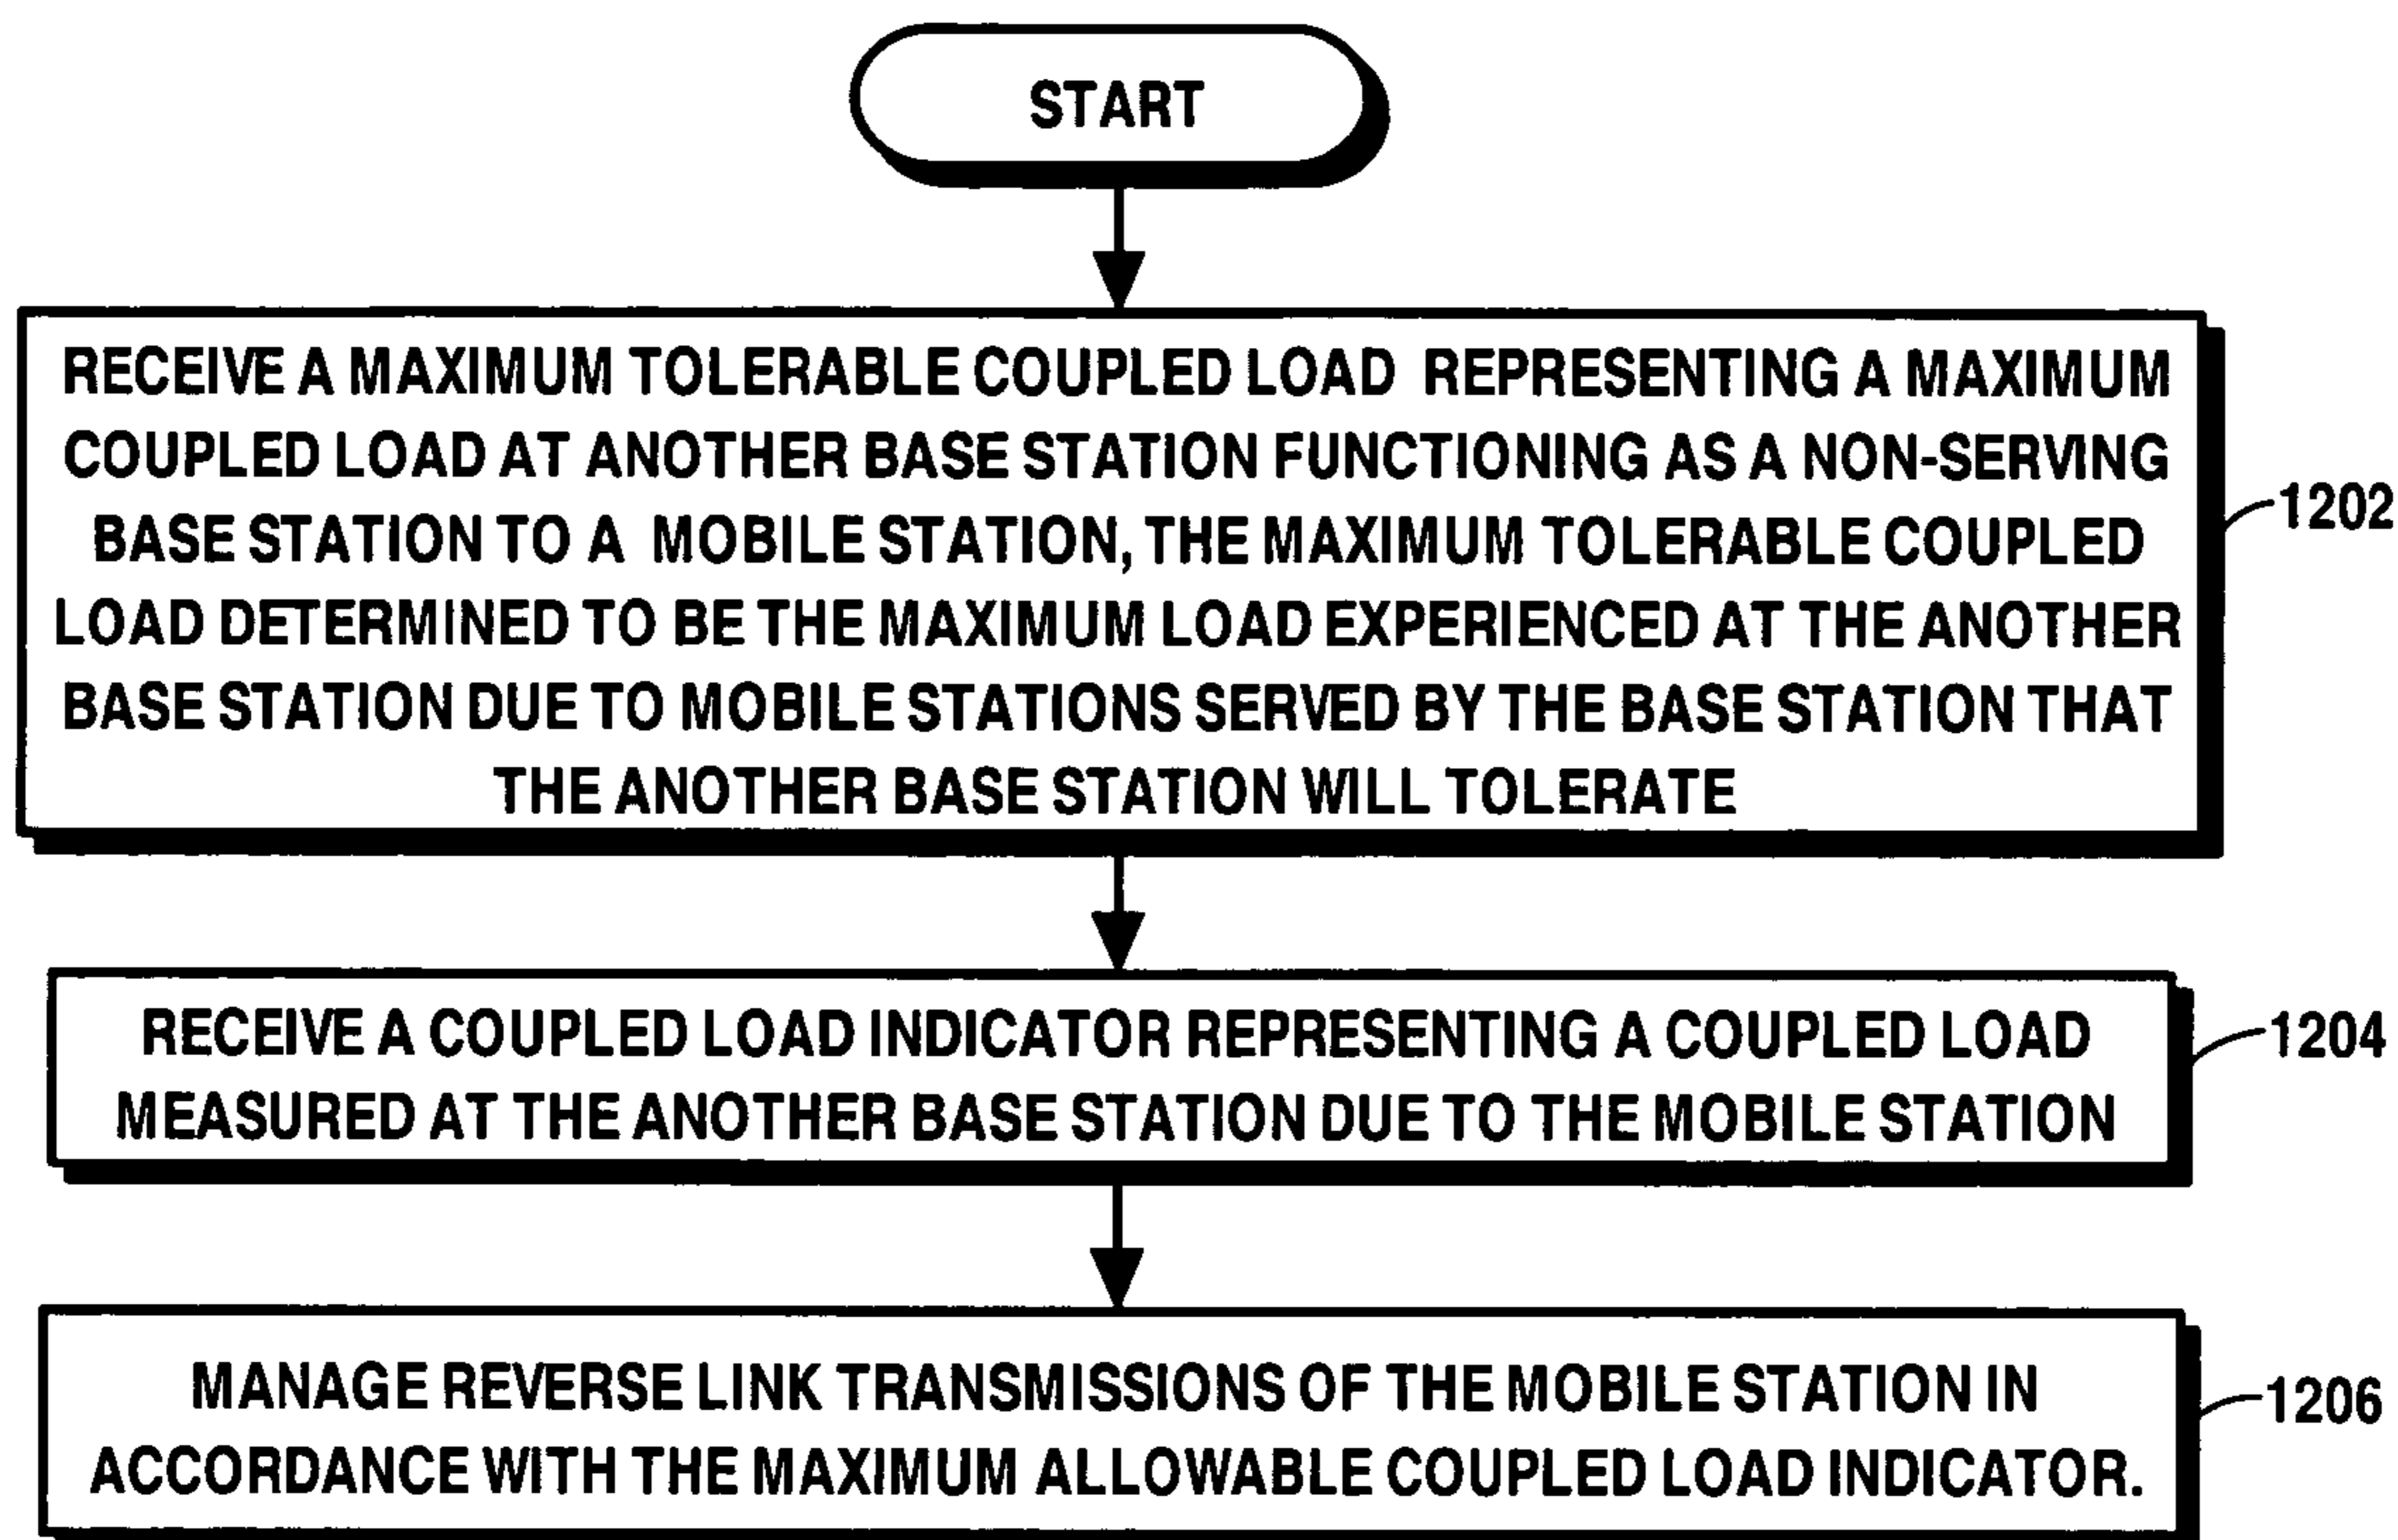 START
RECEIVE A MAXIMUM TOLERABLE COUPLED LOAD REPRESENTING A MAXIMUM
COUPLED LOAD AT ANOTHER BASE STATION FUNCTIONING AS A NON-SERVING
BASE STATION TO A MOBILE STATION, THE MAXIMUM TOLERABLE COUPLED
LOAD DETERMINED TO BE THE MAXIMUM LOAD EXPERIENCED AT THE ANOTHER
BASE STATION DUE TO MOBILE STATIONS SERVED BY THE BASE STATION THAT
THE ANOTHER BASE STATION WILL TOLERATE
1202
RECEIVE A COUPLED LOAD INDICATOR REPRESENTING A COUPLED LOAD
MEASURED AT THE ANOTHER BASE STATION DUE TO THE MOBILE STATION
1204
MANAGE REVERSE LINK TRANSMISSIONS OF THE MOBILE STATION IN
ACCORDANCE WITH THE MAXIMUM ALLOWABLE COUPLED LOAD INDICATOR.
1206